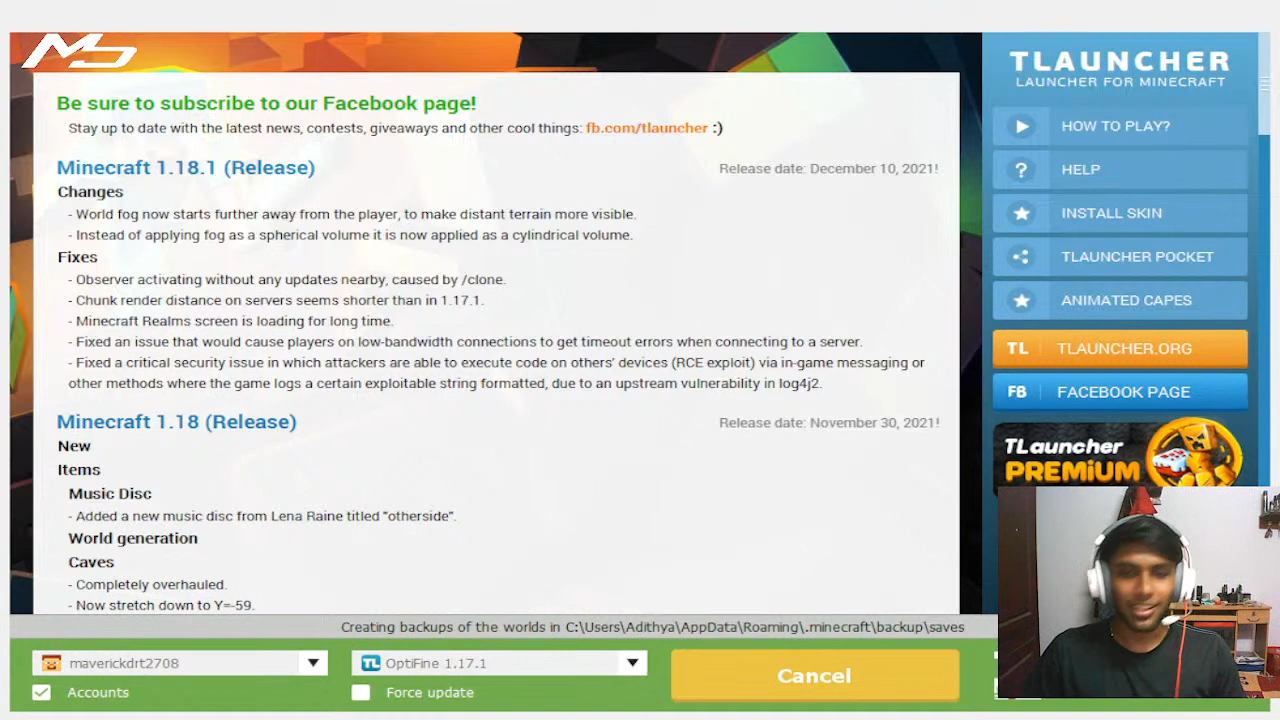 MD
TLAUNCHER
LAUNCHER FOR MINECRAFT
Be sure to subscribe to our Facebook page!
Stay up to date with the latest news, contests, giveaways and other cool things: fb.com/tlauncher :)
Minecraft 1.18.1 (Release)
Release date: December 10, 2021!
Changes
- World fog now starts further away from the player, to make distant terrain more visible.
- Instead of applying fog as a spherical volume it is now applied as a cylindrical volume.
Fixes
- Observer activating without any updates nearby, caused by /clone.
- Chunk render distance on servers seems shorter than in 1.17.1.
- Minecraft Realms screen is loading for long time.
- Fixed an issue that would cause players on low-bandwidth connections to get timeout errors when connecting to a server.
- Fixed a critical security issue in which attackers are able to execute code on others' devices (RCE exploit) via in-game messaging or
other methods where the game logs a certain exploitable string formatted, due to an upstream vulnerability in log4j2.
Minecraft 1.18 (Release)
Release date: November 30, 2021!
New
Items
Music Disc
- Added a new music disc from Lena Raine titled "otherside".
World generation
Caves
- Completely overhauled.
- Now stretch down to Y=-59.
HOW TO PLAY?
? HELP
INSTALL SKIN
TLAUNCHER POCKET
ANIMATED CAPES
TL TLAUNCHER.ORG
FB FACEBOOK PAGE
TLauncher
PREMiUM
Creating backups of the worlds in C:\Users\Adithya\AppData\Roaming\.minecraft\backup\saves
maverickdrt2708
TL OptiFine 1.17.1
Cancel
Accounts
Force update